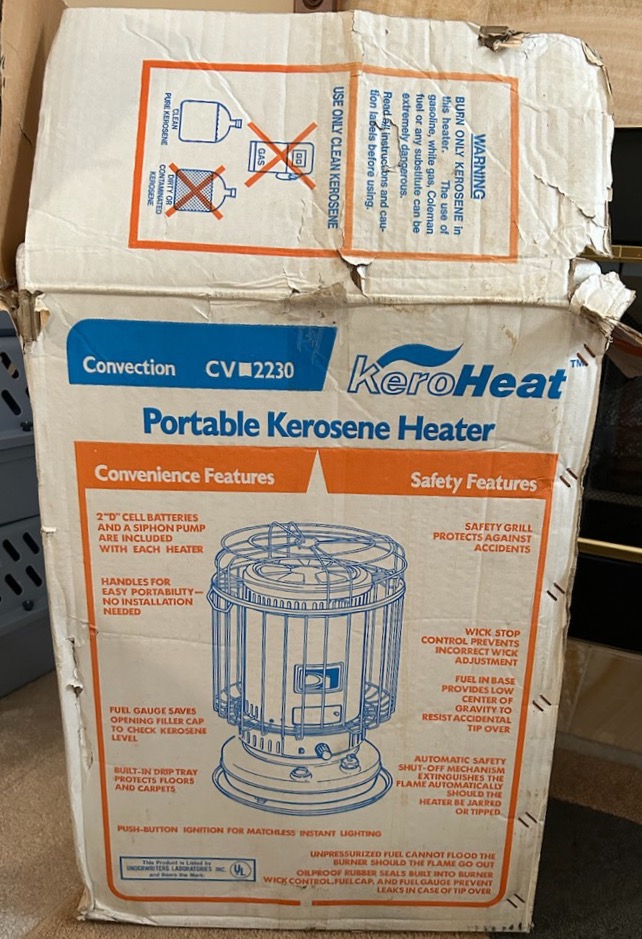 WARNING
BURN ONLY KEROSENE in
this heater. The use of
gasoline, white gas, Coleman
fuel or any substitute can be
extremely dangerous.
Read all instructions and cau-
tion labels before using.
USE ONLY CLEAN KEROSENE
GAS
CLEAN
PURE KEROSENE
DIRTY OR
CONTAMINATED
KEROSENE
Convection CV■2230
KeroHeat™
Portable Kerosene Heater
Convenience Features
Safety Features
2"D" CELL BATTERIES
AND A SIPHON PUMP
ARE INCLUDED
WITH EACH HEATER
HANDLES FOR
EASY PORTABILITY—
NO INSTALLATION
NEEDED
FUEL GAUGE SAVES
OPENING FILLER CAP
TO CHECK KEROSENE
LEVEL
BUILT-IN DRIP TRAY
PROTECTS FLOORS
AND CARPETS
SAFETY GRILL
PROTECTS AGAINST
ACCIDENTS
WICK STOP
CONTROL PREVENTS
INCORRECT WICK
ADJUSTMENT
FUEL IN BASE
PROVIDES LOW
CENTER OF
GRAVITY TO
RESIST ACCIDENTAL
TIP OVER
AUTOMATIC SAFETY
SHUT-OFF MECHANISM
EXTINGUISHES THE
FLAME AUTOMATICALLY
SHOULD THE
HEATER BE JARRED
OR TIPPED
PUSH-BUTTON IGNITION FOR MATCHLESS INSTANT LIGHTING
UNPRESSURIZED FUEL CANNOT FLOOD THE
BURNER SHOULD THE FLAME GO OUT
OILPROOF RUBBER SEALS BUILT INTO BURNER
WICK CONTROL, FUEL CAP, AND FUEL GAUGE PREVENT
LEAKS IN CASE OF TIP OVER
This Product is Listed by
UNDERWRITERS LABORATORIES INC.
and Bears the Mark:
UL